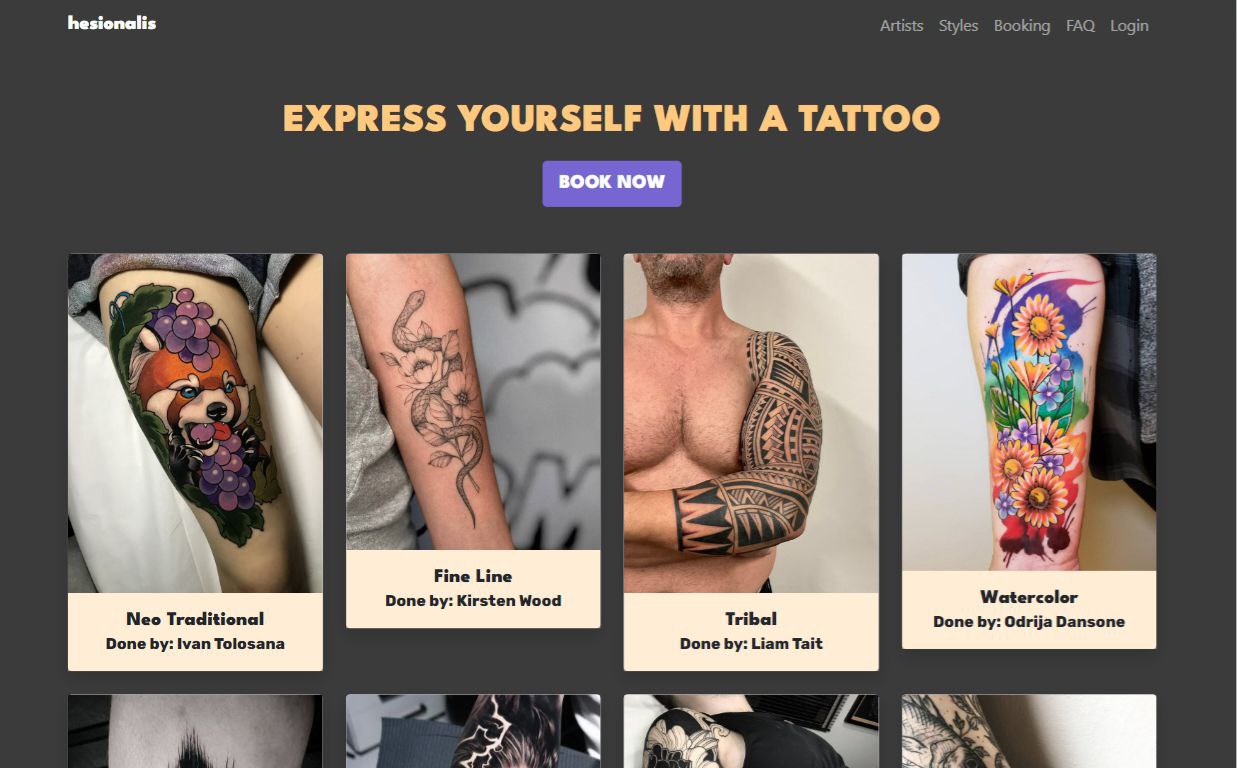 hesionalis
Artists Styles Booking FAQ Login
EXPRESS YOURSELF WITH A TATTOO
BOOK NOW
Neo Traditional
Done by: Ivan Tolosana
Fine Line
Done by: Kirsten Wood
Tribal
Done by: Liam Tait
Watercolor
Done by: Odrija Dansone